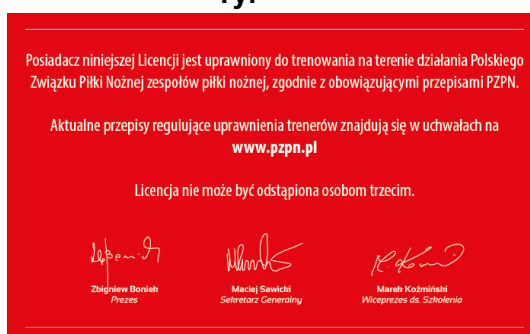 Posiadacz niniejszej Licencji jest uprawniony do trenowania na terenie działania Polskiego
Związku Piłki Nożnej zespołów piłki nożnej, zgodnie z obowiązującymi przepisami PZPN.
Aktualne przepisy regulujące uprawnienia trenerów znajdują się w uchwałach na
www.pzpn.pl
Licencja nie może być odstąpiona osobom trzecim.
Zbigniew Boniek
Prezes
Maciej Sawicki
Sekretarz Generalny
Marek Koźmiński
Wiceprezes ds. Szkolenia